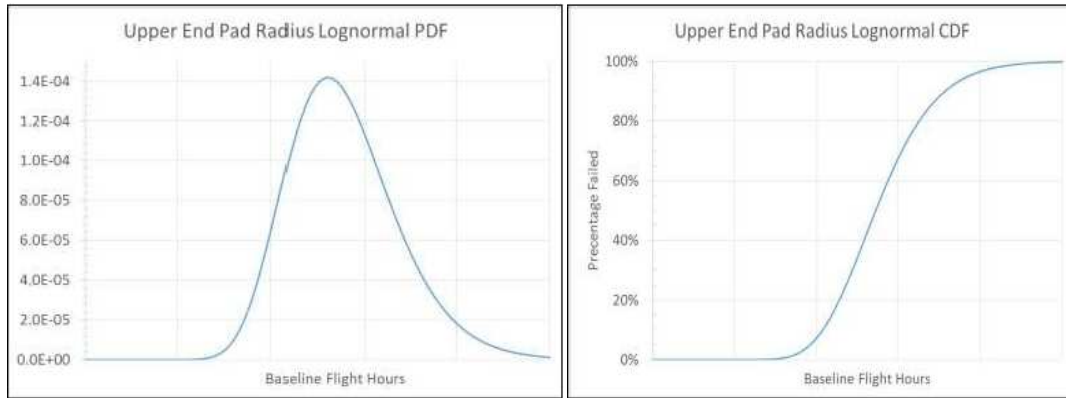 Upper End Pad Radius Lognormal PDF
1.4E-04
1.2E-04
1.0E-04
8.0E-05
6.0E-05
4.0E-05
2.0E-05
0.0E+00
Baseline Flight Hours
Upper End Pad Radius Lognormal CDF
100%
80%
60%
40%
20%
0%
Precentage Failed
Baseline Flight Hours